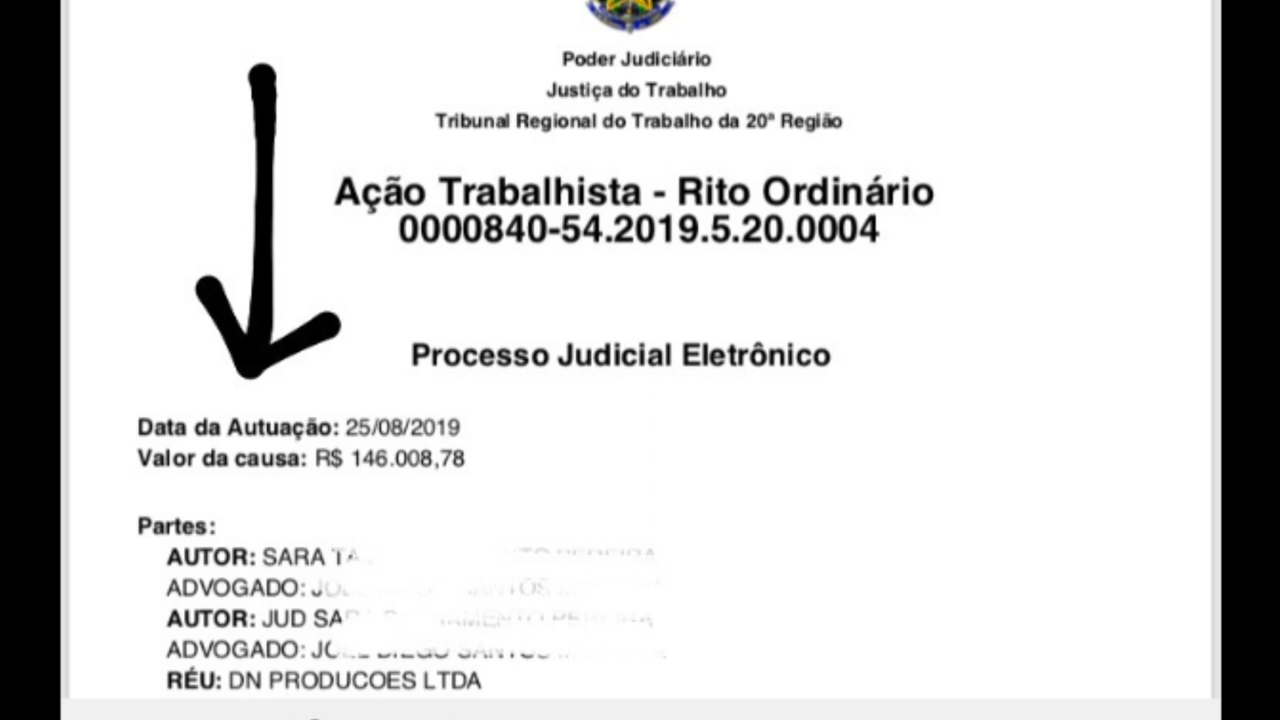 Poder Judiciário
Justiça do Trabalho
Tribunal Regional do Trabalho da 20ª Região
Ação Trabalhista - Rito Ordinário
0000840-54.2019.5.20.0004
Processo Judicial Eletrônico
Data da Autuação: 25/08/2019
Valor da causa: R$ 146.008,78
Partes:
AUTOR: SARA
ADVOGADO:
AUTOR: JUD
ADVOGADO:
RÉU: DN PRODUCOES LTDA